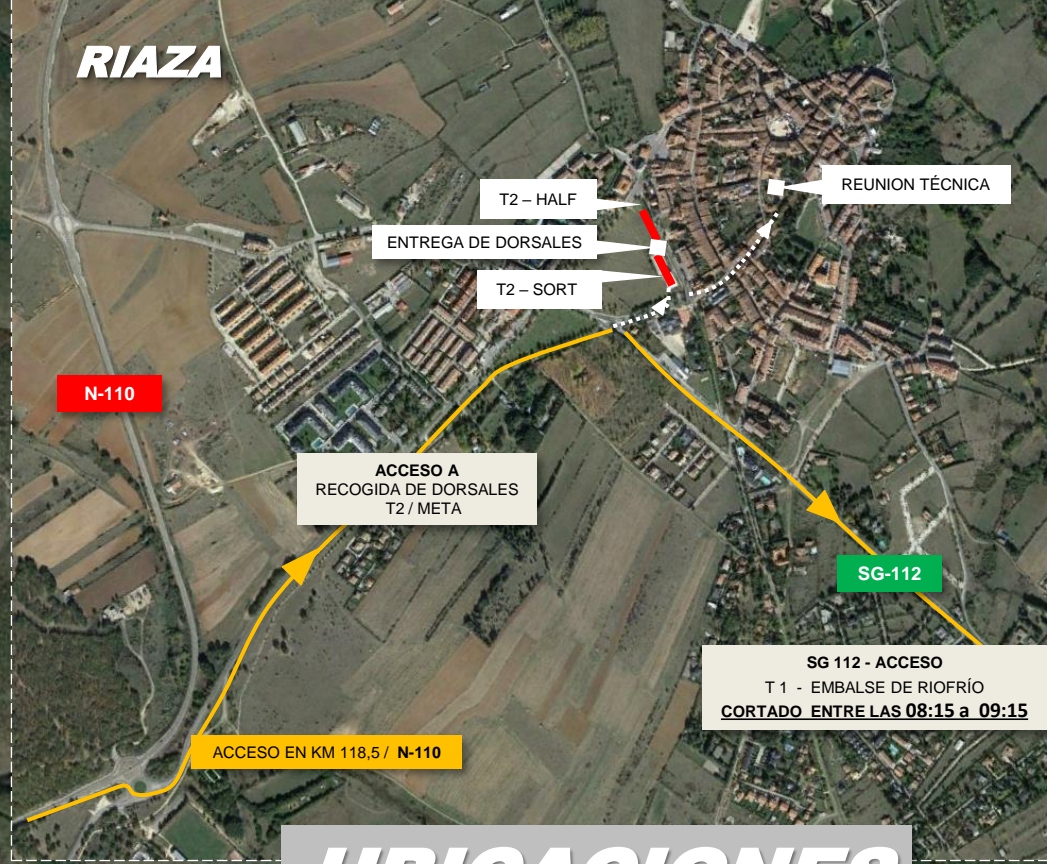 RIAZA
T2 – HALF
REUNION TÉCNICA
ENTREGA DE DORSALES
T2 – SORT
N-110
ACCESO A
RECOGIDA DE DORSALES
T2 / META
SG-112
SG 112 - ACCESO
T 1 - EMBALSE DE RIOFRÍO
CORTADO ENTRE LAS 08:15 a 09:15
ACCESO EN KM 118,5 / N-110
UBICACIONES